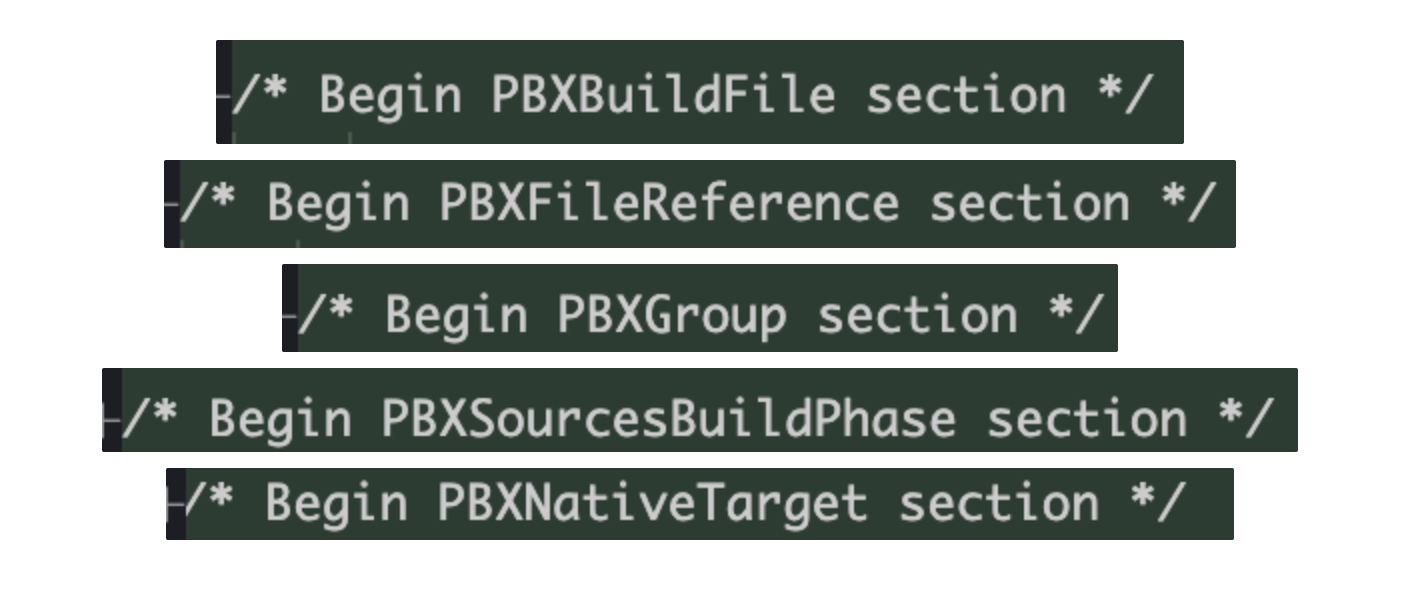 /* Begin PBXBuildFile section */
/* Begin PBXFileReference section */
/* Begin PBXGroup section */
/* Begin PBXSourcesBuildPhase section */
/* Begin PBXNativeTarget section */